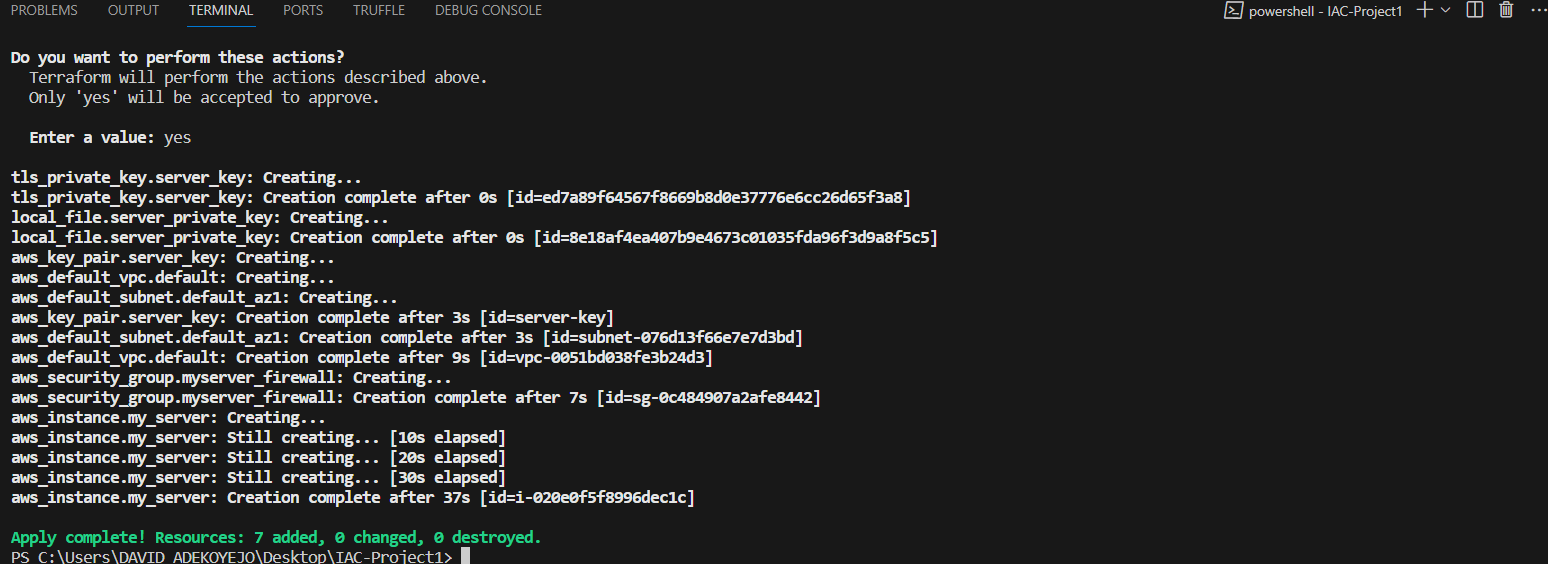 PROBLEMS OUTPUT TERMINAL PORTS TRUFFLE DEBUG CONSOLE powershell - IAC-Project1
Do you want to perform these actions?
Terraform will perform the actions described above.
Only 'yes' will be accepted to approve.
Enter a value: yes
tls_private_key.server_key: Creating...
tls_private_key.server_key: Creation complete after 0s [id=ed7a89f64567f8669b8d0e37776e6cc26d65f3a8]
local_file.server_private_key: Creating...
local_file.server_private_key: Creation complete after 0s [id=8e18af4ea407b9e4673c01035fda96f3d9a8f5c5]
aws_key_pair.server_key: Creating...
aws_default_vpc.default: Creating...
aws_default_subnet.default_az1: Creating...
aws_key_pair.server_key: Creation complete after 3s [id=server-key]
aws_default_subnet.default_az1: Creation complete after 3s [id=subnet-076d13f66e7e7d3bd]
aws_default_vpc.default: Creation complete after 9s [id=vpc-0051bd038fe3b24d3]
aws_security_group.myserver_firewall: Creating...
aws_security_group.myserver_firewall: Creation complete after 7s [id=sg-0c484907a2afe8442]
aws_instance.my_server: Creating...
aws_instance.my_server: Still creating... [10s elapsed]
aws_instance.my_server: Still creating... [20s elapsed]
aws_instance.my_server: Still creating... [30s elapsed]
aws_instance.my_server: Creation complete after 37s [id=i-020e0f5f8996dec1c]
Apply complete! Resources: 7 added, 0 changed, 0 destroyed.
PS C:\Users\DAVID ADEKOYEJO\Desktop\IAC-Project1>